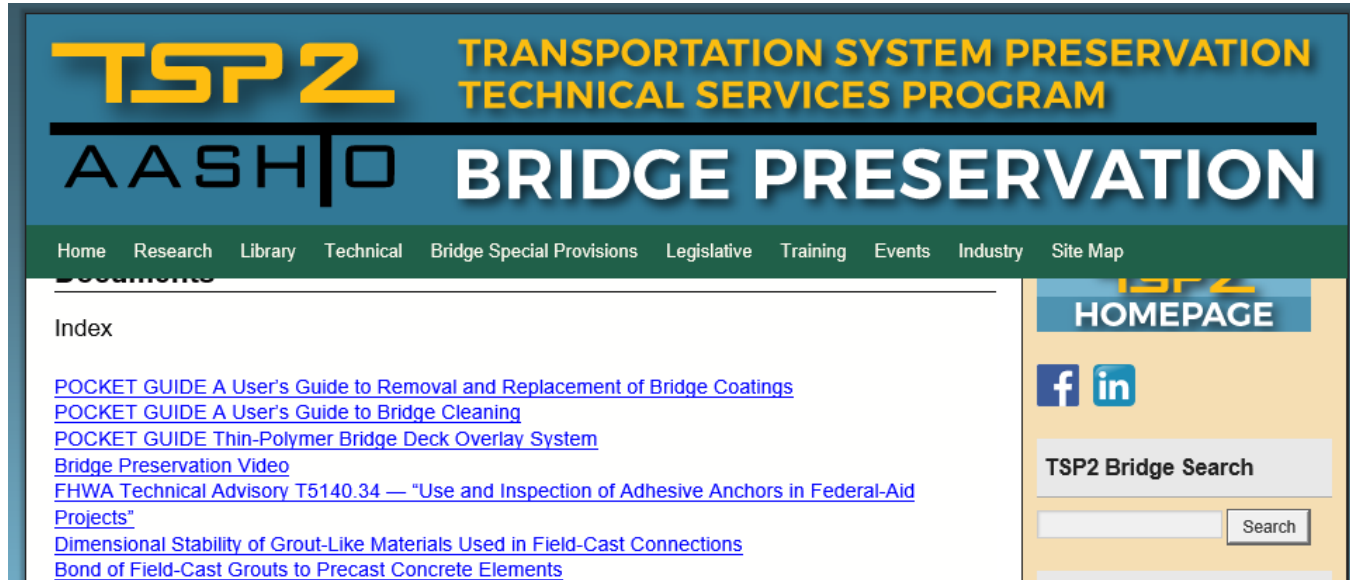 TSP2
TRANSPORTATION SYSTEM PRESERVATION
TECHNICAL SERVICES PROGRAM
AASHTO
BRIDGE PRESERVATION
Home Research Library Technical Bridge Special Provisions Legislative Training Events Industry Site Map
Documents
Index
POCKET GUIDE A User’s Guide to Removal and Replacement of Bridge Coatings
POCKET GUIDE A User’s Guide to Bridge Cleaning
POCKET GUIDE Thin-Polymer Bridge Deck Overlay System
Bridge Preservation Video
FHWA Technical Advisory T5140.34 — “Use and Inspection of Adhesive Anchors in Federal-Aid
Projects”
Dimensional Stability of Grout-Like Materials Used in Field-Cast Connections
Bond of Field-Cast Grouts to Precast Concrete Elements
TSP2
HOMEPAGE
f in
TSP2 Bridge Search
Search